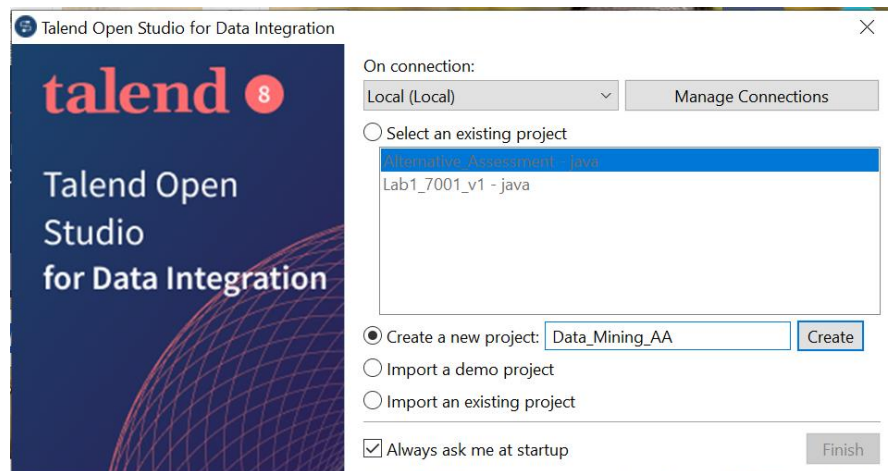 Talend Open Studio for Data Integration
talend 8
Talend Open
Studio
for Data Integration
On connection:
Local (Local)
Manage Connections
Select an existing project
Alternative_Assessment - java
Lab1_7001_v1 - java
Create a new project:
Data_Mining_AA
Create
Import a demo project
Import an existing project
Always ask me at startup
Finish